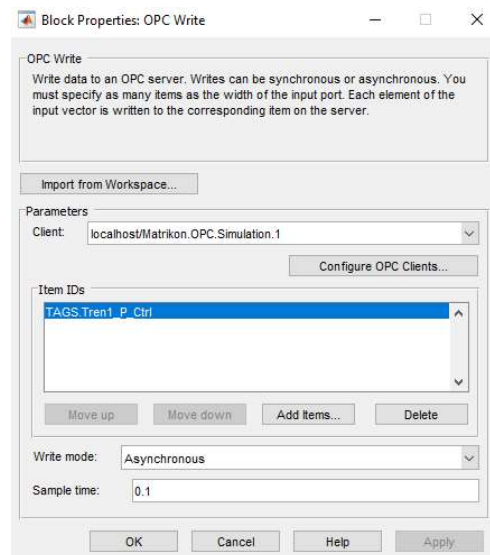 Block Properties: OPC Write
OPC Write
Write data to an OPC server. Writes can be synchronous or asynchronous. You
must specify as many items as the width of the input port. Each element of the
input vector is written to the corresponding item on the server.
Import from Workspace...
Parameters
Client: localhost/Matrikon.OPC.Simulation.1
Configure OPC Clients...
Item IDs
TAGS.Tren1_P_Ctrl
Move up Move down Add Items... Delete
Write mode: Asynchronous
Sample time: 0.1
OK Cancel Help Apply